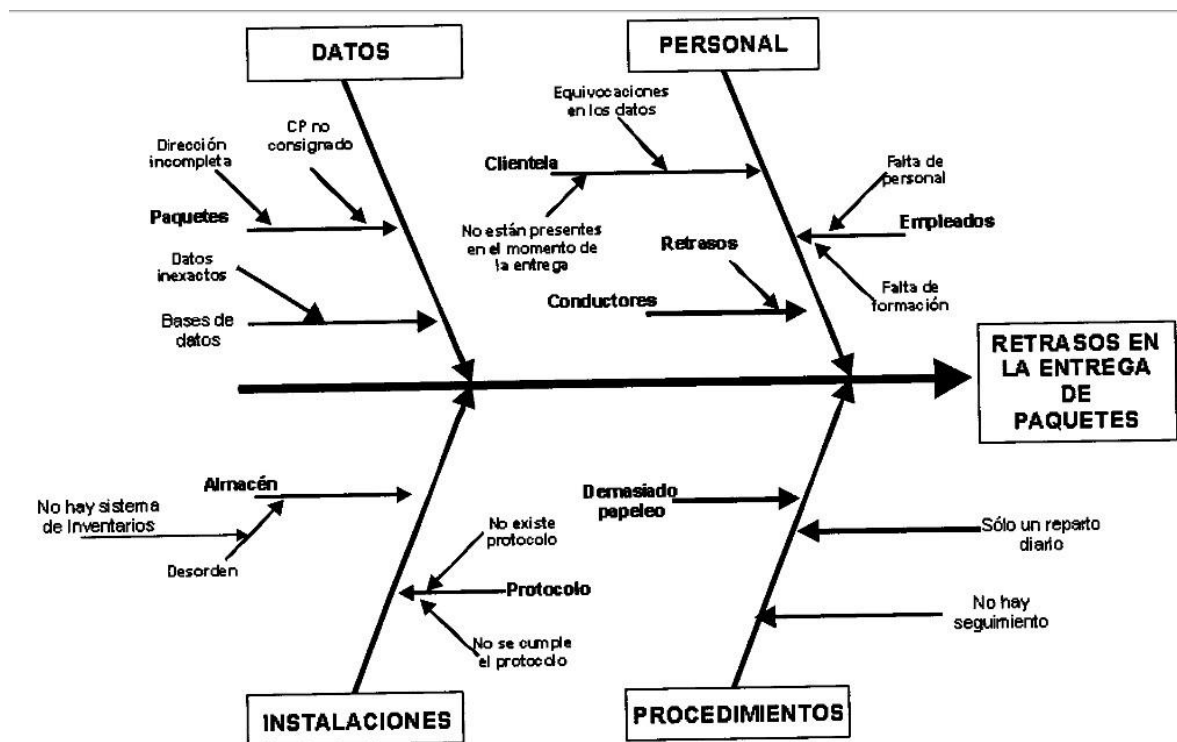 DATOS
PERSONAL
Equivocaciones
en los datos
CP no
consignado
Dirección
incompleta
Clientela
Falta de
personal
Paquetes
No están presentes
en el momento de
la entrega
Retrasos
Empleados
Datos
inexactos
Falta de
formación
Conductores
Bases de
datos
RETRASOS EN
LA ENTREGA
DE
PAQUETES
Almacén
No hay sistema
de Inventarios
Desorden
Demasiado
papeleo
No existe
protocolo
Sólo un reparto
diario
Protocolo
No se cumple
el protocolo
No hay
seguimiento
INSTALACIONES
PROCEDIMIENTOS